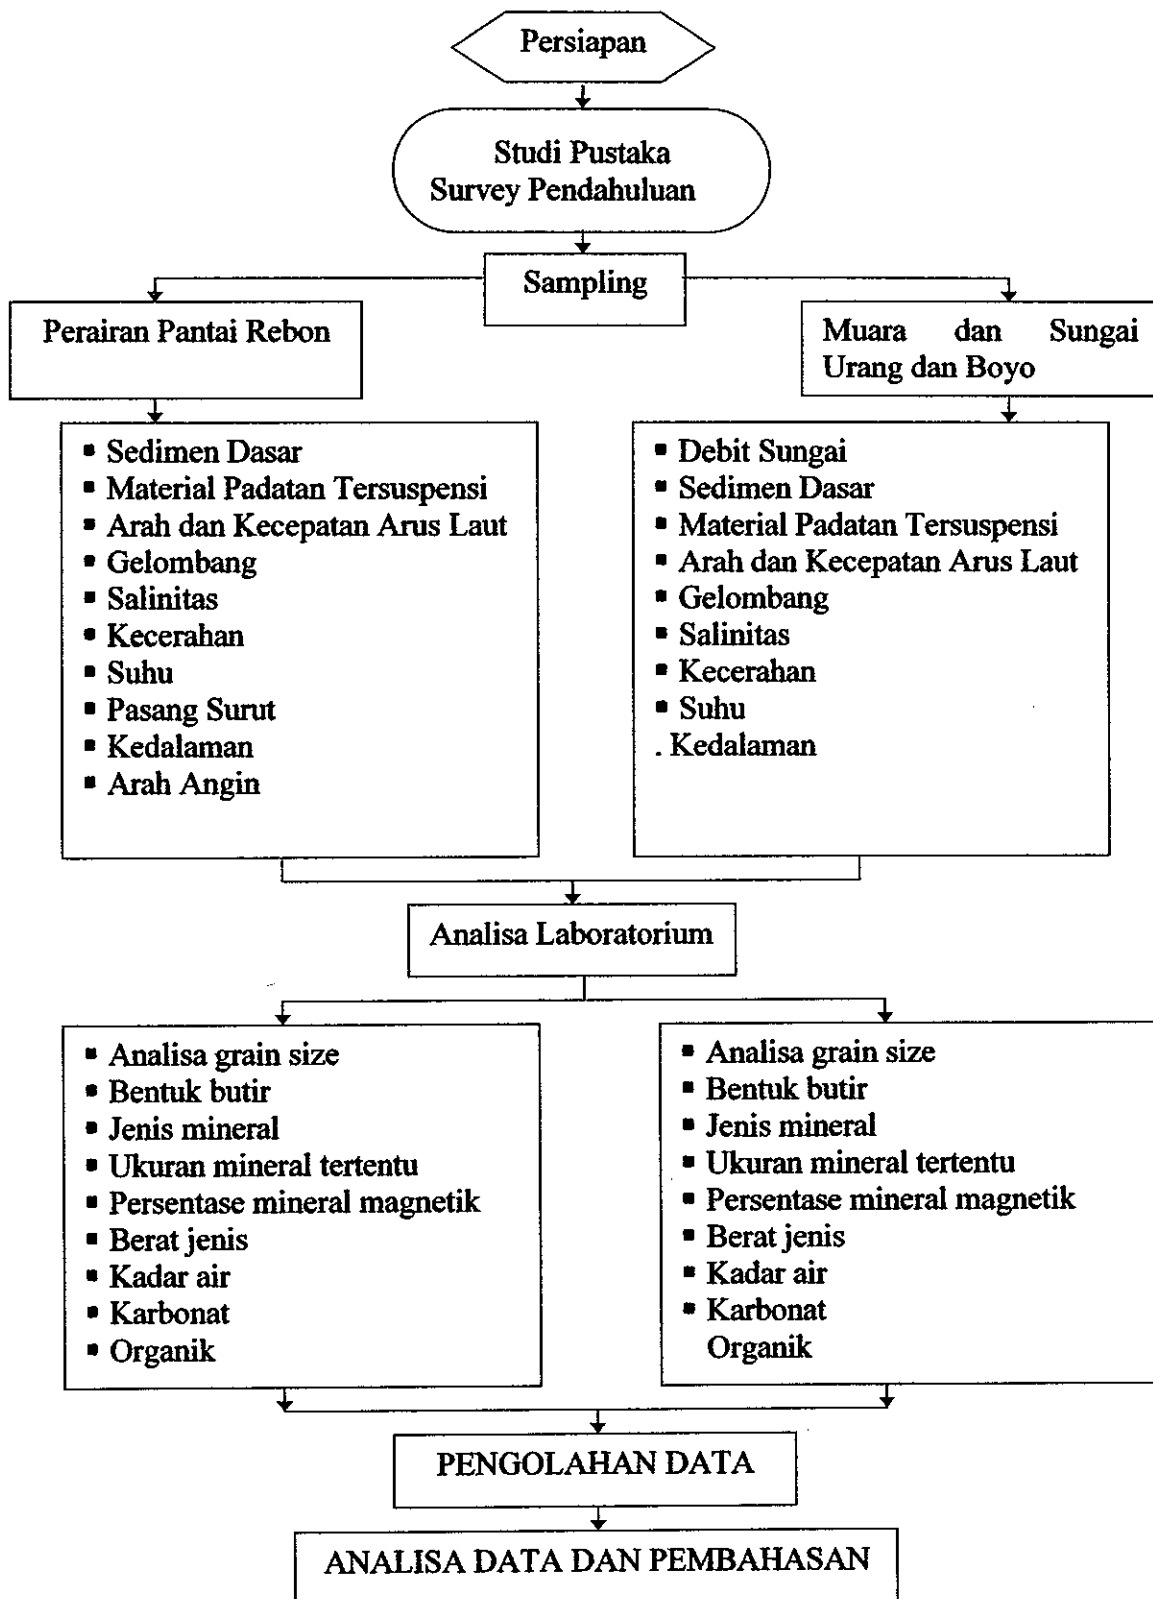 Persiapan
Studi Pustaka
Survey Pendahuluan
Sampling
Perairan Pantai Rebon
Muara dan Sungai
Urang dan Boyo
▪ Sedimen Dasar
▪ Material Padatan Tersuspensi
▪ Arah dan Kecepatan Arus Laut
▪ Gelombang
▪ Salinitas
▪ Kecerahan
▪ Suhu
▪ Pasang Surut
▪ Kedalaman
▪ Arah Angin
▪ Debit Sungai
▪ Sedimen Dasar
▪ Material Padatan Tersuspensi
▪ Arah dan Kecepatan Arus Laut
▪ Gelombang
▪ Salinitas
▪ Kecerahan
▪ Suhu
. Kedalaman
Analisa Laboratorium
▪ Analisa grain size
▪ Bentuk butir
▪ Jenis mineral
▪ Ukuran mineral tertentu
▪ Persentase mineral magnetik
▪ Berat jenis
▪ Kadar air
▪ Karbonat
▪ Organik
▪ Analisa grain size
▪ Bentuk butir
▪ Jenis mineral
▪ Ukuran mineral tertentu
▪ Persentase mineral magnetik
▪ Berat jenis
▪ Kadar air
▪ Karbonat
Organik
PENGOLAHAN DATA
ANALISA DATA DAN PEMBAHASAN